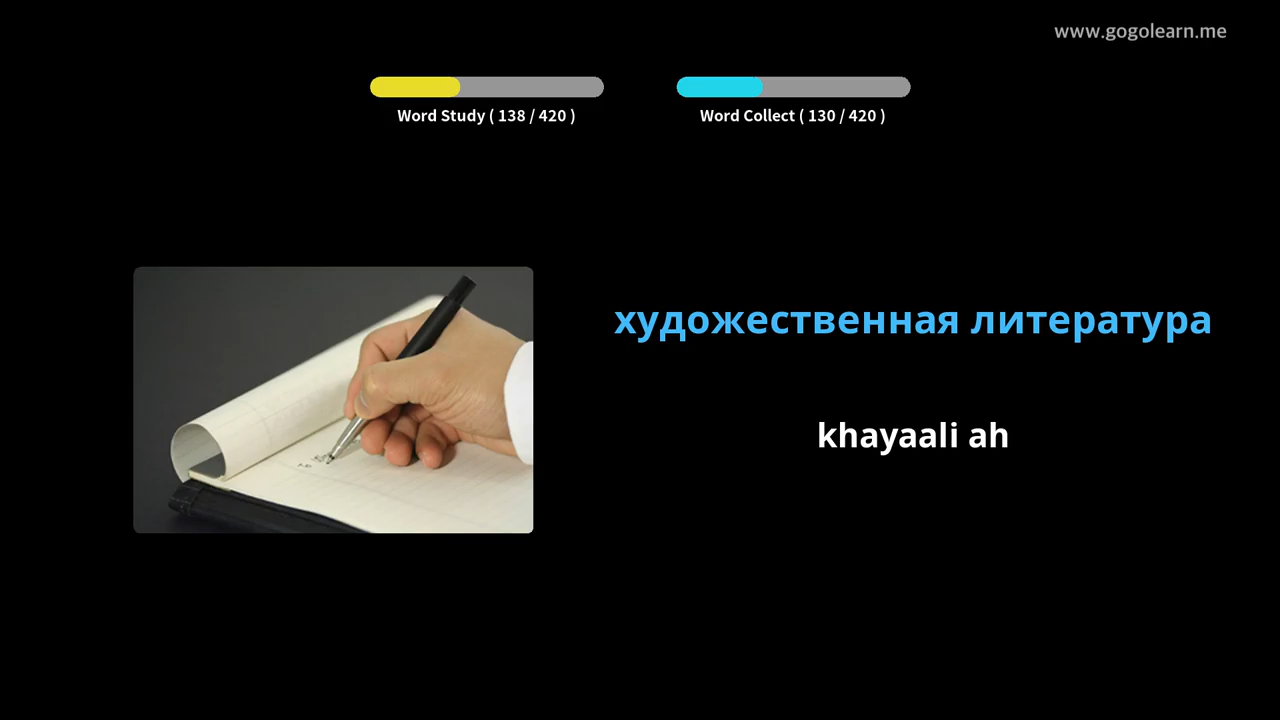 www.gogolearn.me
Word Study ( 138 / 420 )
Word Collect ( 130 / 420 )
художественная литература
khayaali ah